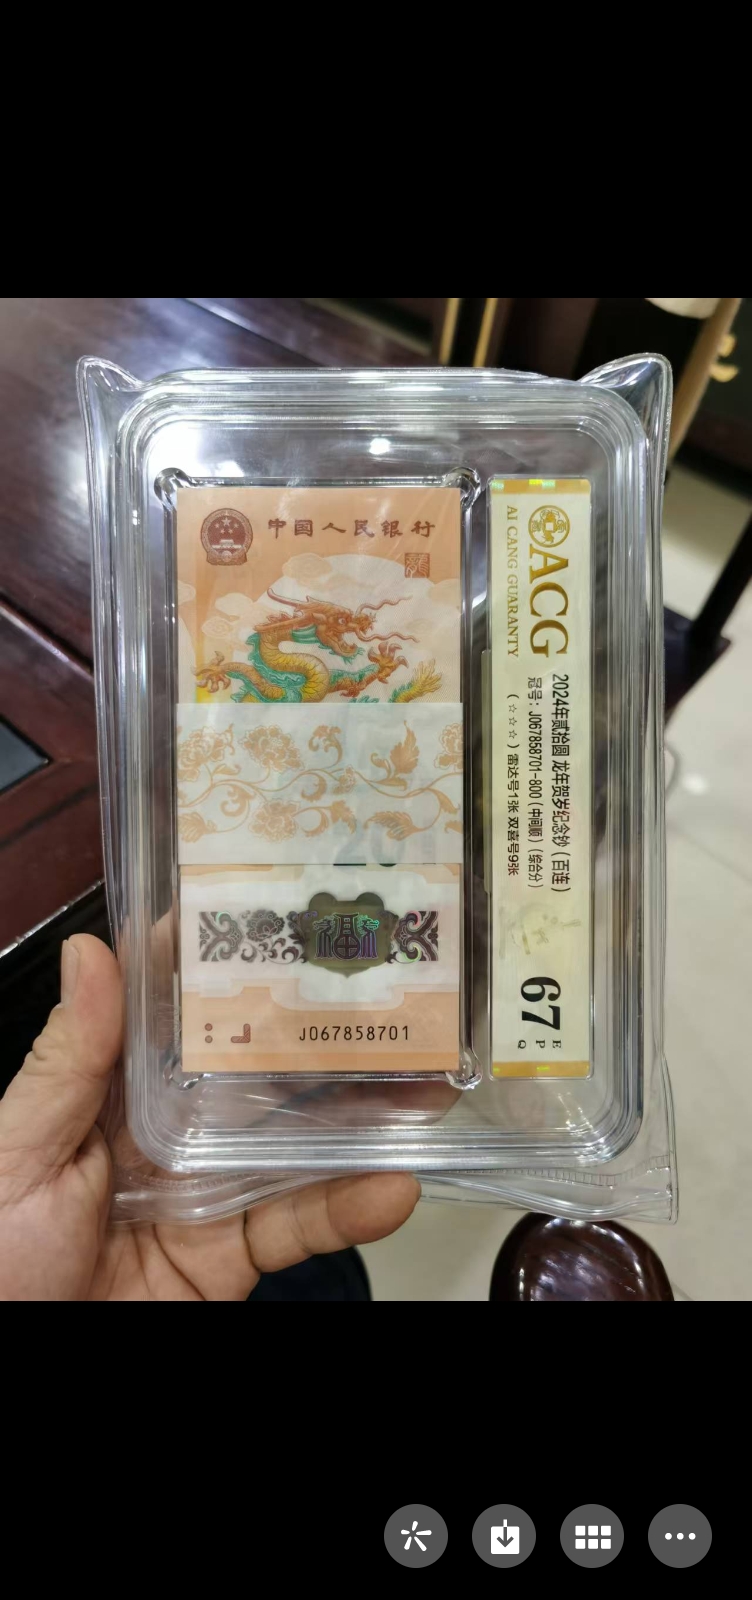 中国人民银行
福
J067858701
ACG
AI CANG GUARANTY
2024年贰拾圆 龙年贺岁纪念钞（百连）
冠号：J067858701-800（中间顺）（综合分）
（☆☆☆）雷达号1张 双喜号9张
67
E
P
Q